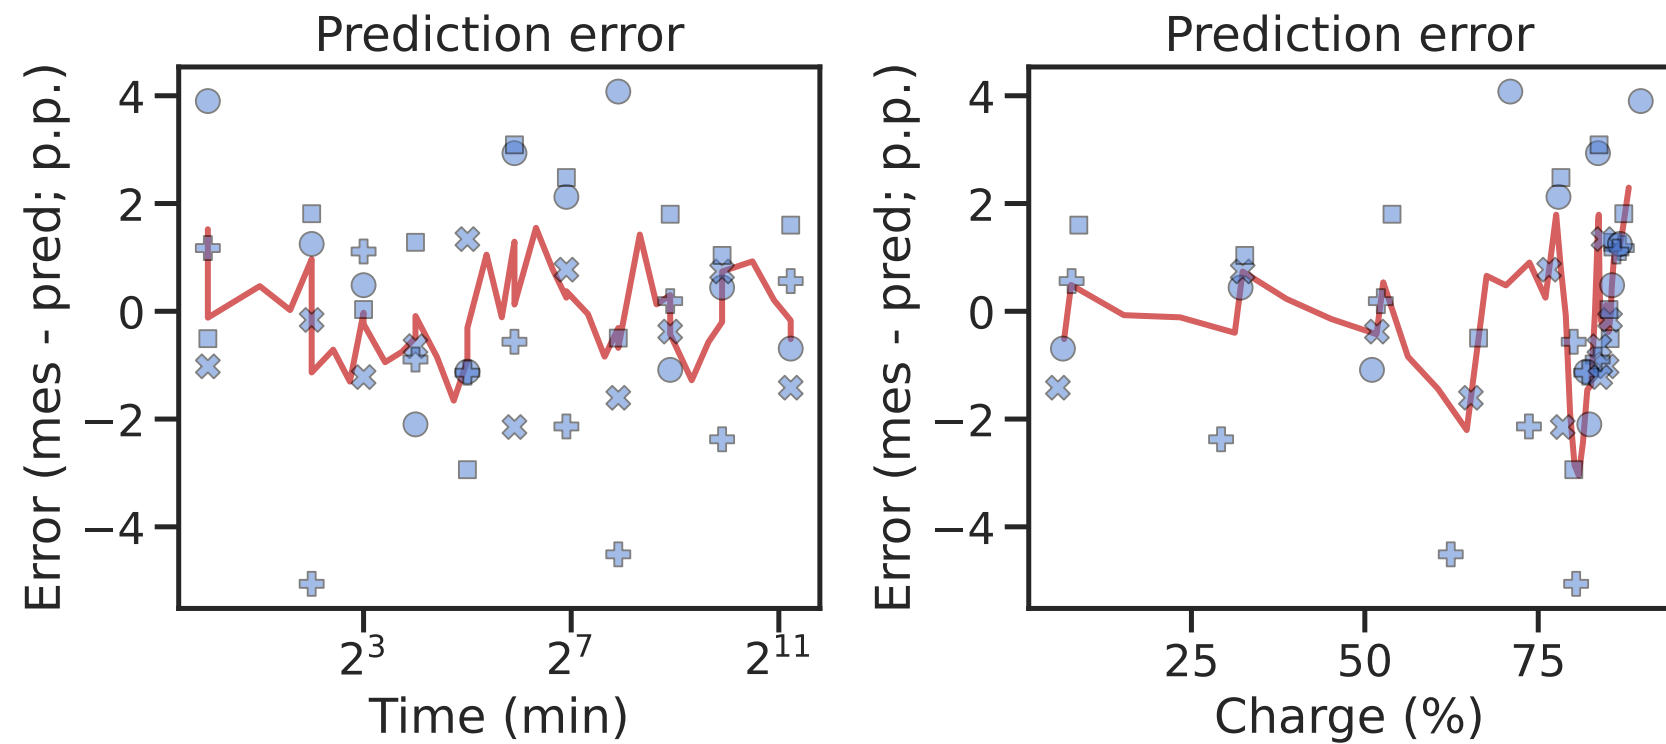 Prediction error
Error (mes - pred; p.p.)
4
2
0
−2
−4
2³
2⁷
2¹¹
Time (min)
Prediction error
Error (mes - pred; p.p.)
4
2
0
−2
−4
25
50
75
Charge (%)